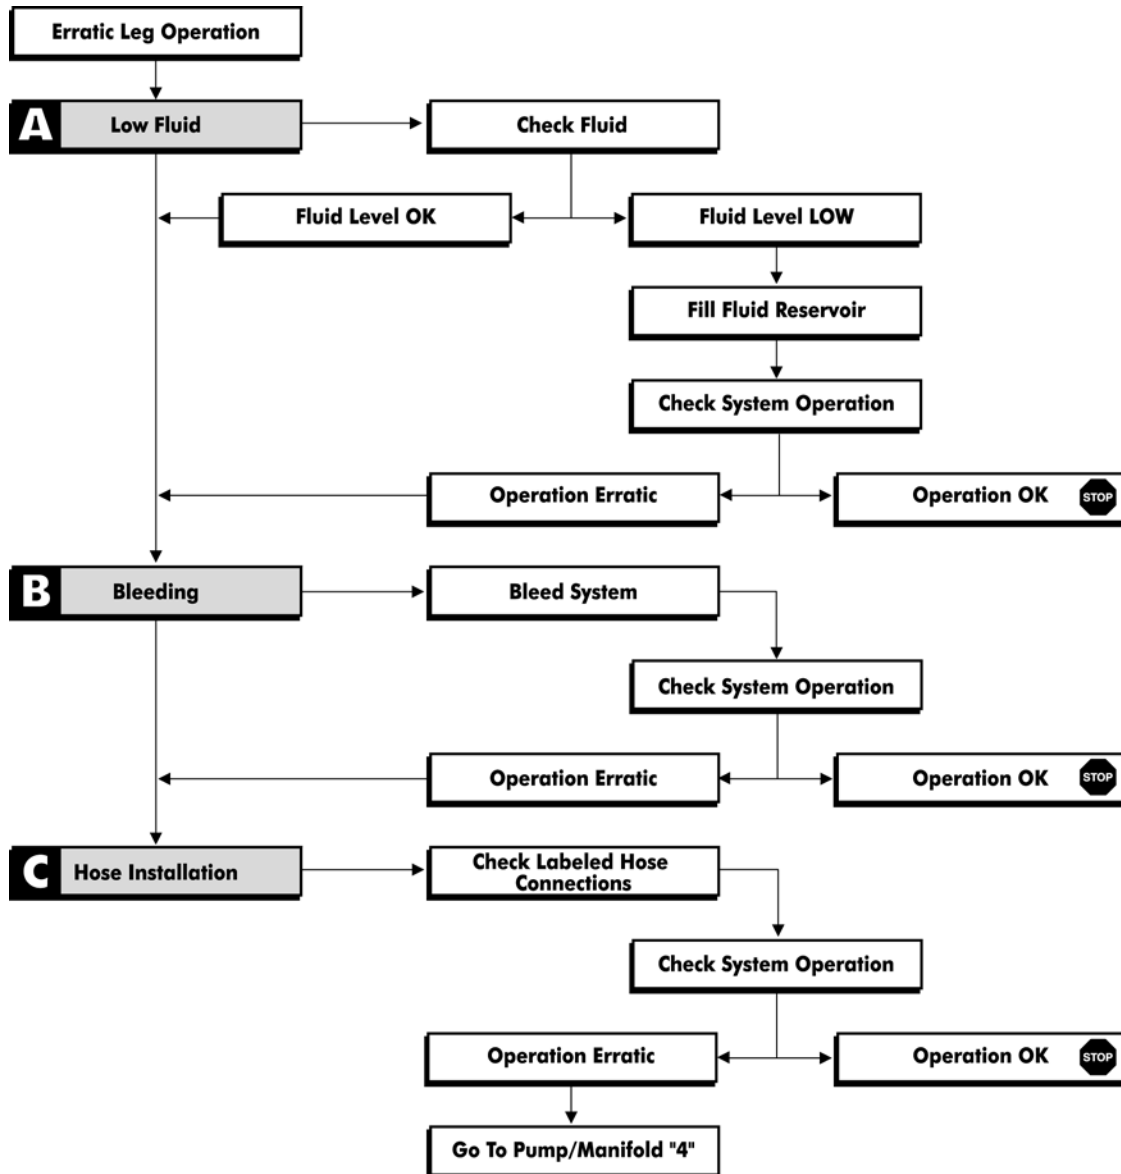 Erratic Leg Operation
A Low Fluid
Check Fluid
Fluid Level OK
Fluid Level LOW
Fill Fluid Reservoir
Check System Operation
Operation Erratic
Operation OK STOP
B Bleeding
Bleed System
Check System Operation
Operation Erratic
Operation OK STOP
C Hose Installation
Check Labeled Hose
Connections
Check System Operation
Operation Erratic
Operation OK STOP
Go To Pump/Manifold "4"